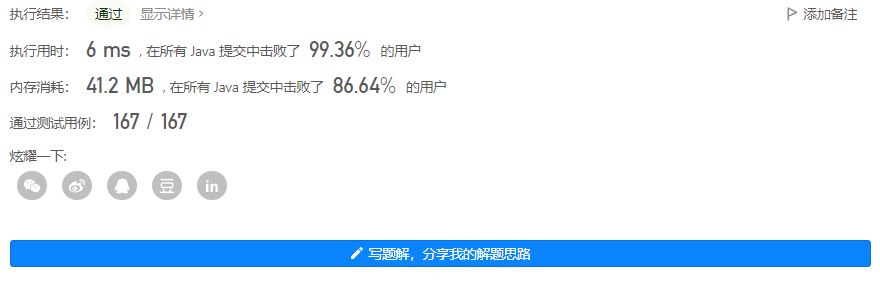 执行结果： 通过 显示详情 › 添加备注
执行用时： 6 ms , 在所有 Java 提交中击败了 99.36% 的用户
内存消耗： 41.2 MB , 在所有 Java 提交中击败了 86.64% 的用户
通过测试用例： 167 / 167
炫耀一下:
豆 in
写题解，分享我的解题思路